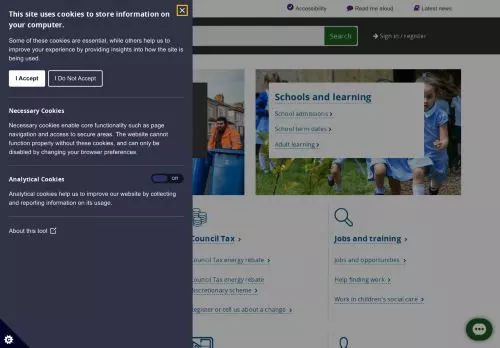 This site uses cookies to store information on
your computer.
Some of these cookies are essential, while others help us to
improve your experience by providing insights into how the site is
being used.
I Accept
I Do Not Accept
Necessary Cookies
Necessary cookies enable core functionality such as page
navigation and access to secure areas. The website cannot
function properly without these cookies, and can only be
disabled by changing your browser preferences.
Analytical Cookies
Off
Analytical cookies help us to improve our website by collecting
and reporting information on its usage.
About this tool
Accessibility
Read me aloud
Latest news
Search
Sign in / register
Schools and learning
School admissions
School term dates
Adult learning
Council Tax
Council Tax energy rebate
Council Tax energy rebate
discretionary scheme
Register or tell us about a change
Jobs and training
Jobs and opportunities
Help finding work
Work in children's social care